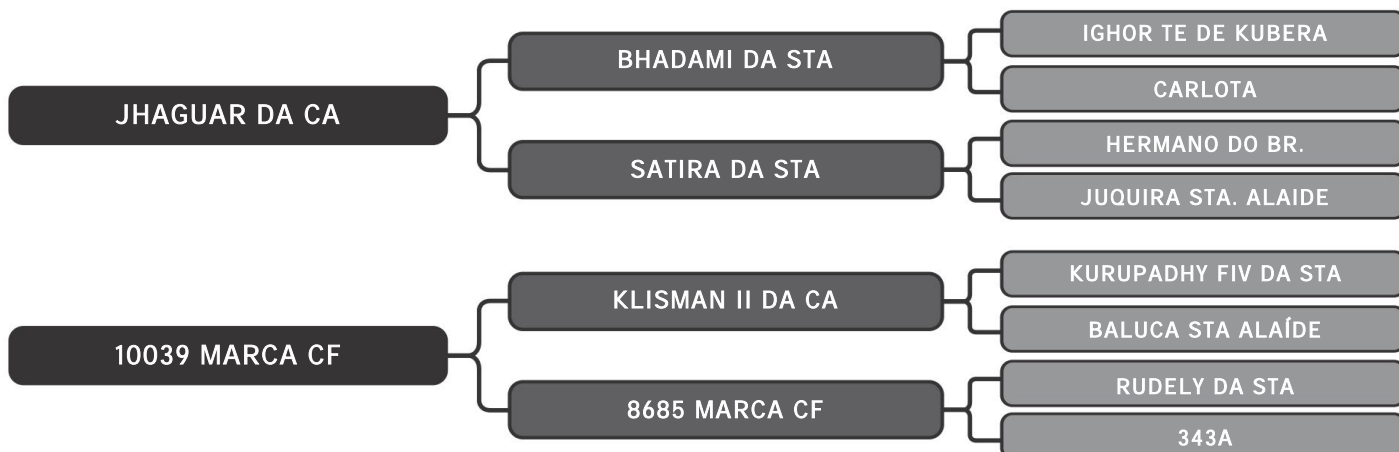 JHAGUAR DA CA
BHADAMI DA STA
IGHOR TE DE KUBERA
CARLOTA
SATIRA DA STA
HERMANO DO BR.
JUQUIRA STA. ALAIDE
10039 MARCA CF
KLISMAN II DA CA
KURUPADHY FIV DA STA
BALUCA STA ALAÍDE
8685 MARCA CF
RUDELY DA STA
343A